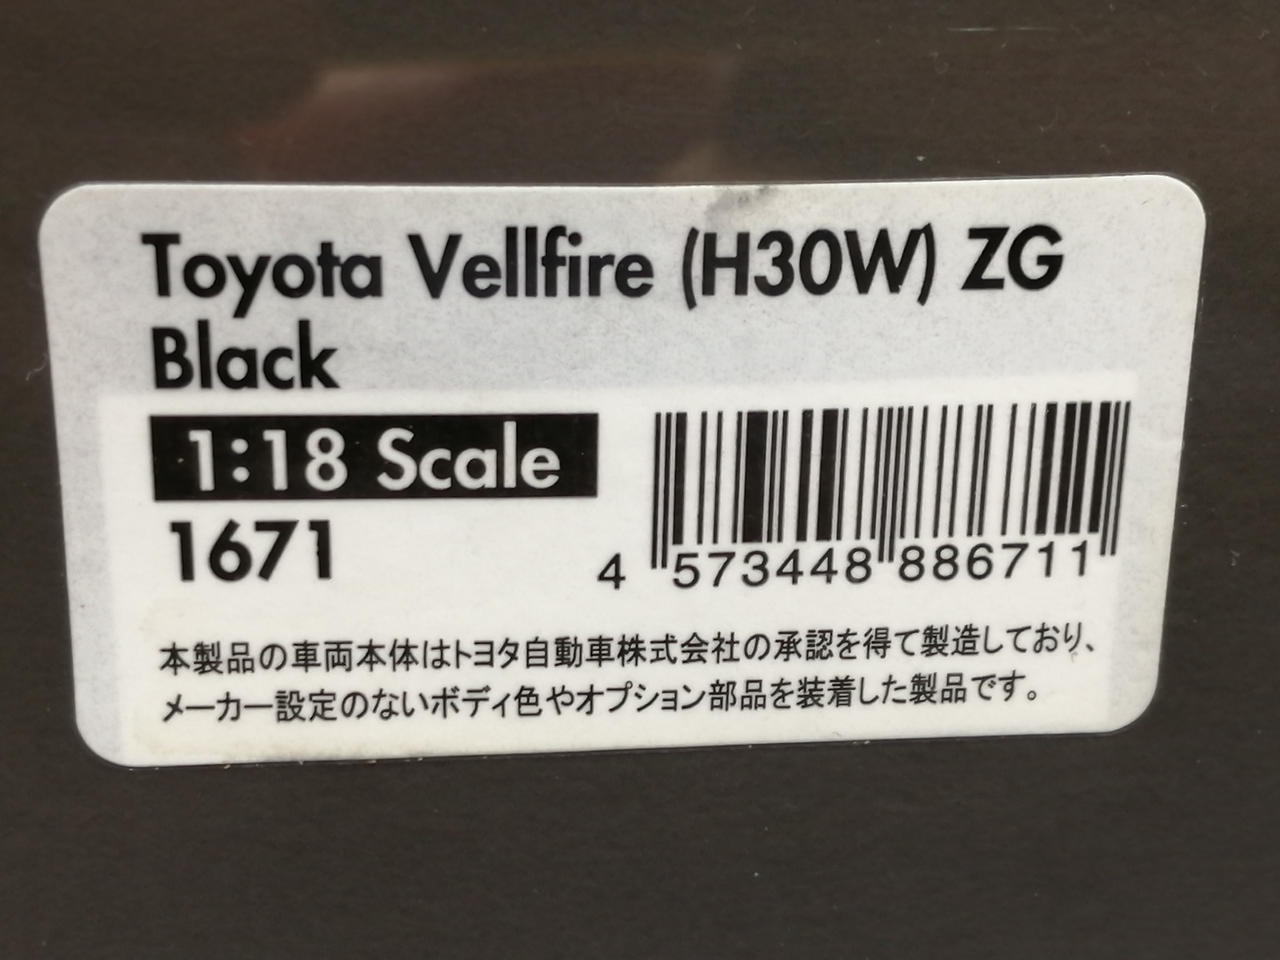 Toyota Vellfire (H30W) ZG
Black
1:18 Scale
1671
4 573448 886711
本製品の車両本体はトヨタ自動車株式会社の承認を得て製造しており、
メーカー設定のないボディ色やオプション部品を装着した製品です。